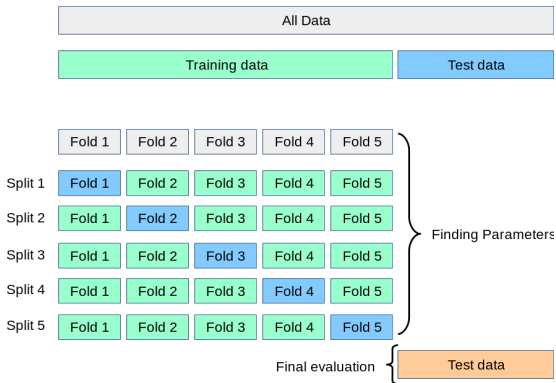 All Data
Training data Test data
Fold 1 Fold 2 Fold 3 Fold 4 Fold 5
Split 1 Fold 1 Fold 2 Fold 3 Fold 4 Fold 5
Split 2 Fold 1 Fold 2 Fold 3 Fold 4 Fold 5
Finding Parameters
Split 3 Fold 1 Fold 2 Fold 3 Fold 4 Fold 5
Split 4 Fold 1 Fold 2 Fold 3 Fold 4 Fold 5
Split 5 Fold 1 Fold 2 Fold 3 Fold 4 Fold 5
Final evaluation Test data